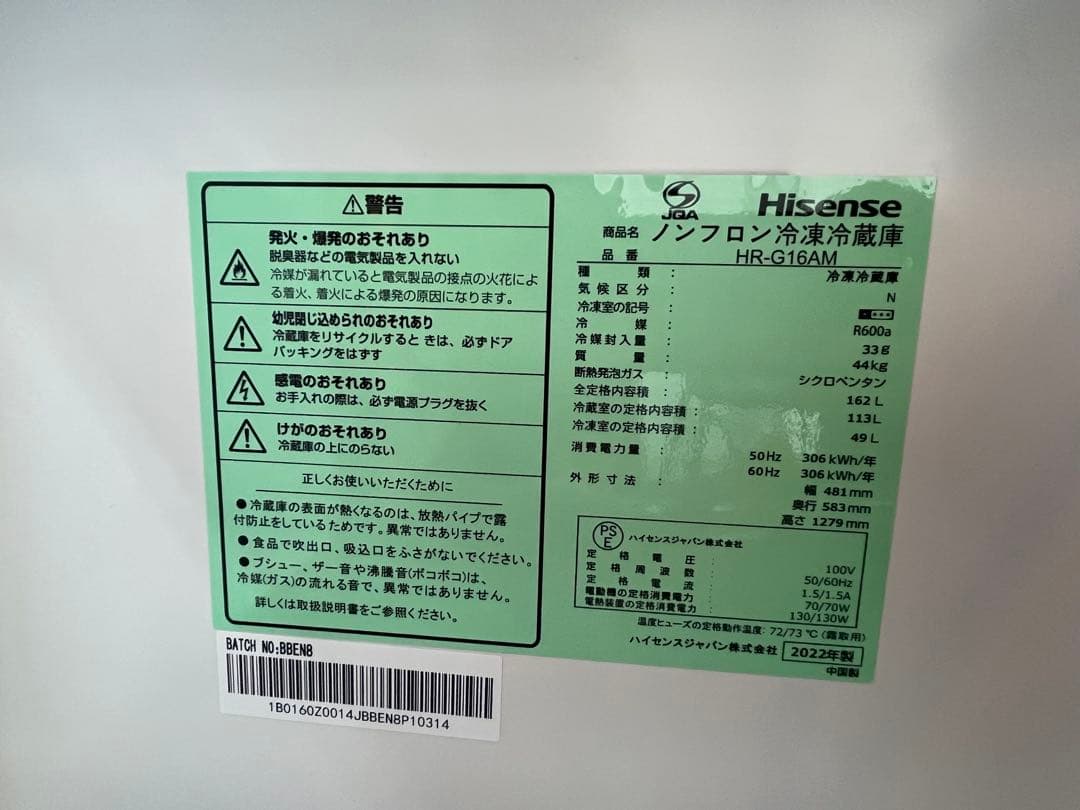 ⚠警告
発火・爆発のおそれあり
脱臭器などの電気製品を入れない
冷媒が漏れていると電気製品の接点の火花によ
る着火、着火による爆発の原因になります。
幼児閉じ込められのおそれあり
冷蔵庫をリサイクルすると きは、必ずドア
パッキングをはずす
感電のおそれあり
お手入れの際は、必ず電源プラグを抜く
けがのおそれあり
冷蔵庫の上にのらない
正しくお使いいただくために
●冷蔵庫の表面が熱くなるのは、放熱パイプで露
付防止をしているためです。異常ではありません。
●食品で吹出口、吸込口をふさがないでください。
●ブシュー、ザー音や沸騰音(ボコボコ)は、
冷媒(ガス)の流れる音で、異常ではありません。
詳しくは取扱説明書をご参照ください。
JQA Hisense
商品名 ノンフロン冷凍冷蔵庫
品番 HR-G16AM
種類： 冷凍冷蔵庫
気候区分： N
冷凍室の記号：
冷媒： R600a
冷媒封入量： 33g
質量： 44kg
断熱発泡ガス： シクロペンタン
全定格内容積： 162L
冷蔵室の定格内容積： 113L
冷凍室の定格内容積： 49L
消費電力量： 50Hz 306kWh/年
60Hz 306kWh/年
外形寸法： 幅 481mm
奥行 583mm
高さ 1279mm
PSE ハイセンスジャパン株式会社
定格電圧： 100V
定格周波数： 50/60Hz
定格電流： 1.5/1.5A
電動機の定格消費電力： 70/70W
電熱装置の定格消費電力： 130/130W
温度ヒューズの定格動作温度: 72/73℃(霜取用)
ハイセンスジャパン株式会社 2022年製
中国製
BATCH NO:BBEN8
1B0160Z0014JBBEN8P10314